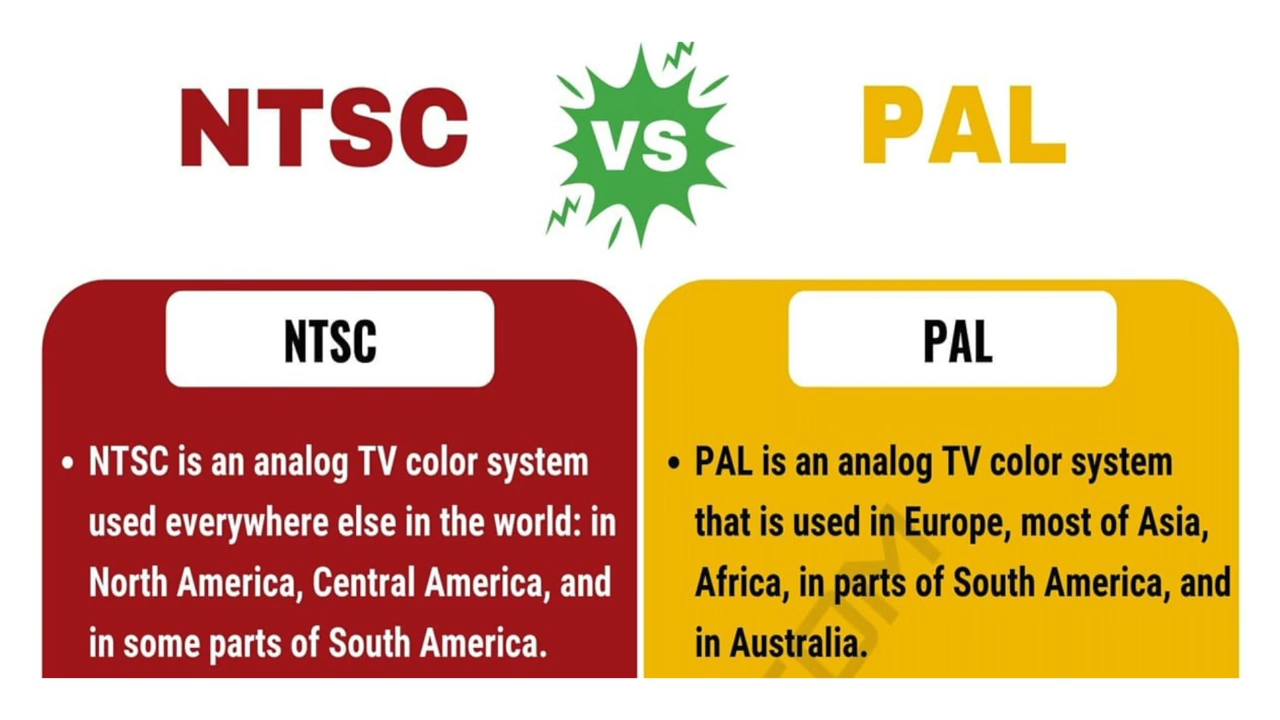 NTSC VS PAL
NTSC
• NTSC is an analog TV color system
used everywhere else in the world: in
North America, Central America, and
in some parts of South America.
PAL
• PAL is an analog TV color system
that is used in Europe, most of Asia,
Africa, in parts of South America, and
in Australia.